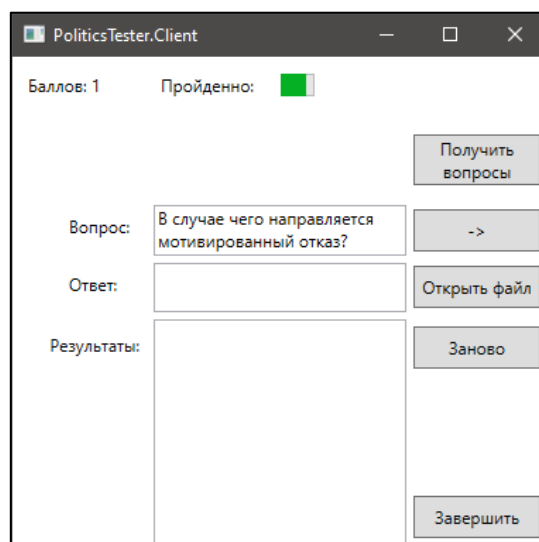 PoliticsTester.Client
Баллов: 1
Пройденно:
Получить
вопросы
Вопрос:
В случае чего направляется
мотивированный отказ?
->
Ответ:
Открыть файл
Результаты:
Заново
Завершить